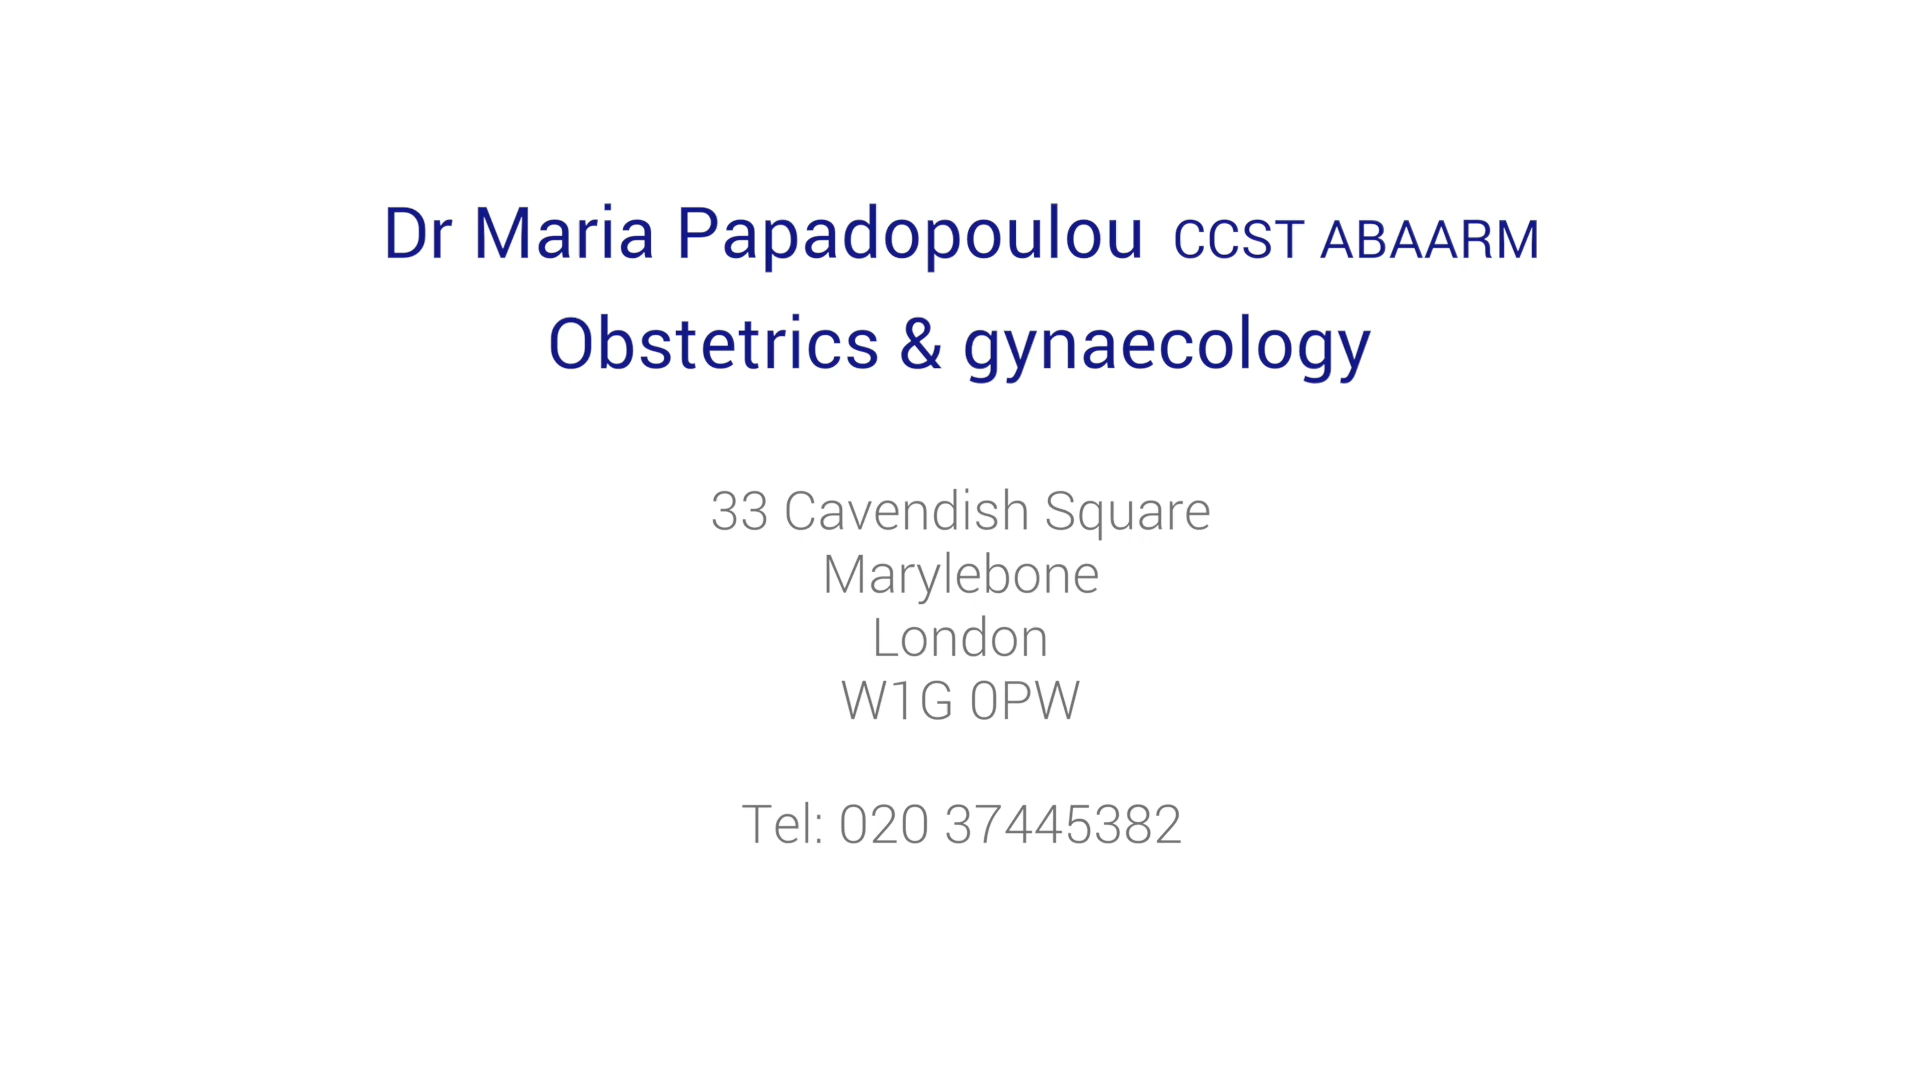 Dr Maria Papadopoulou CCST ABAARM
Obstetrics & gynaecology
33 Cavendish Square
Marylebone
London
W1G 0PW
Tel: 020 37445382